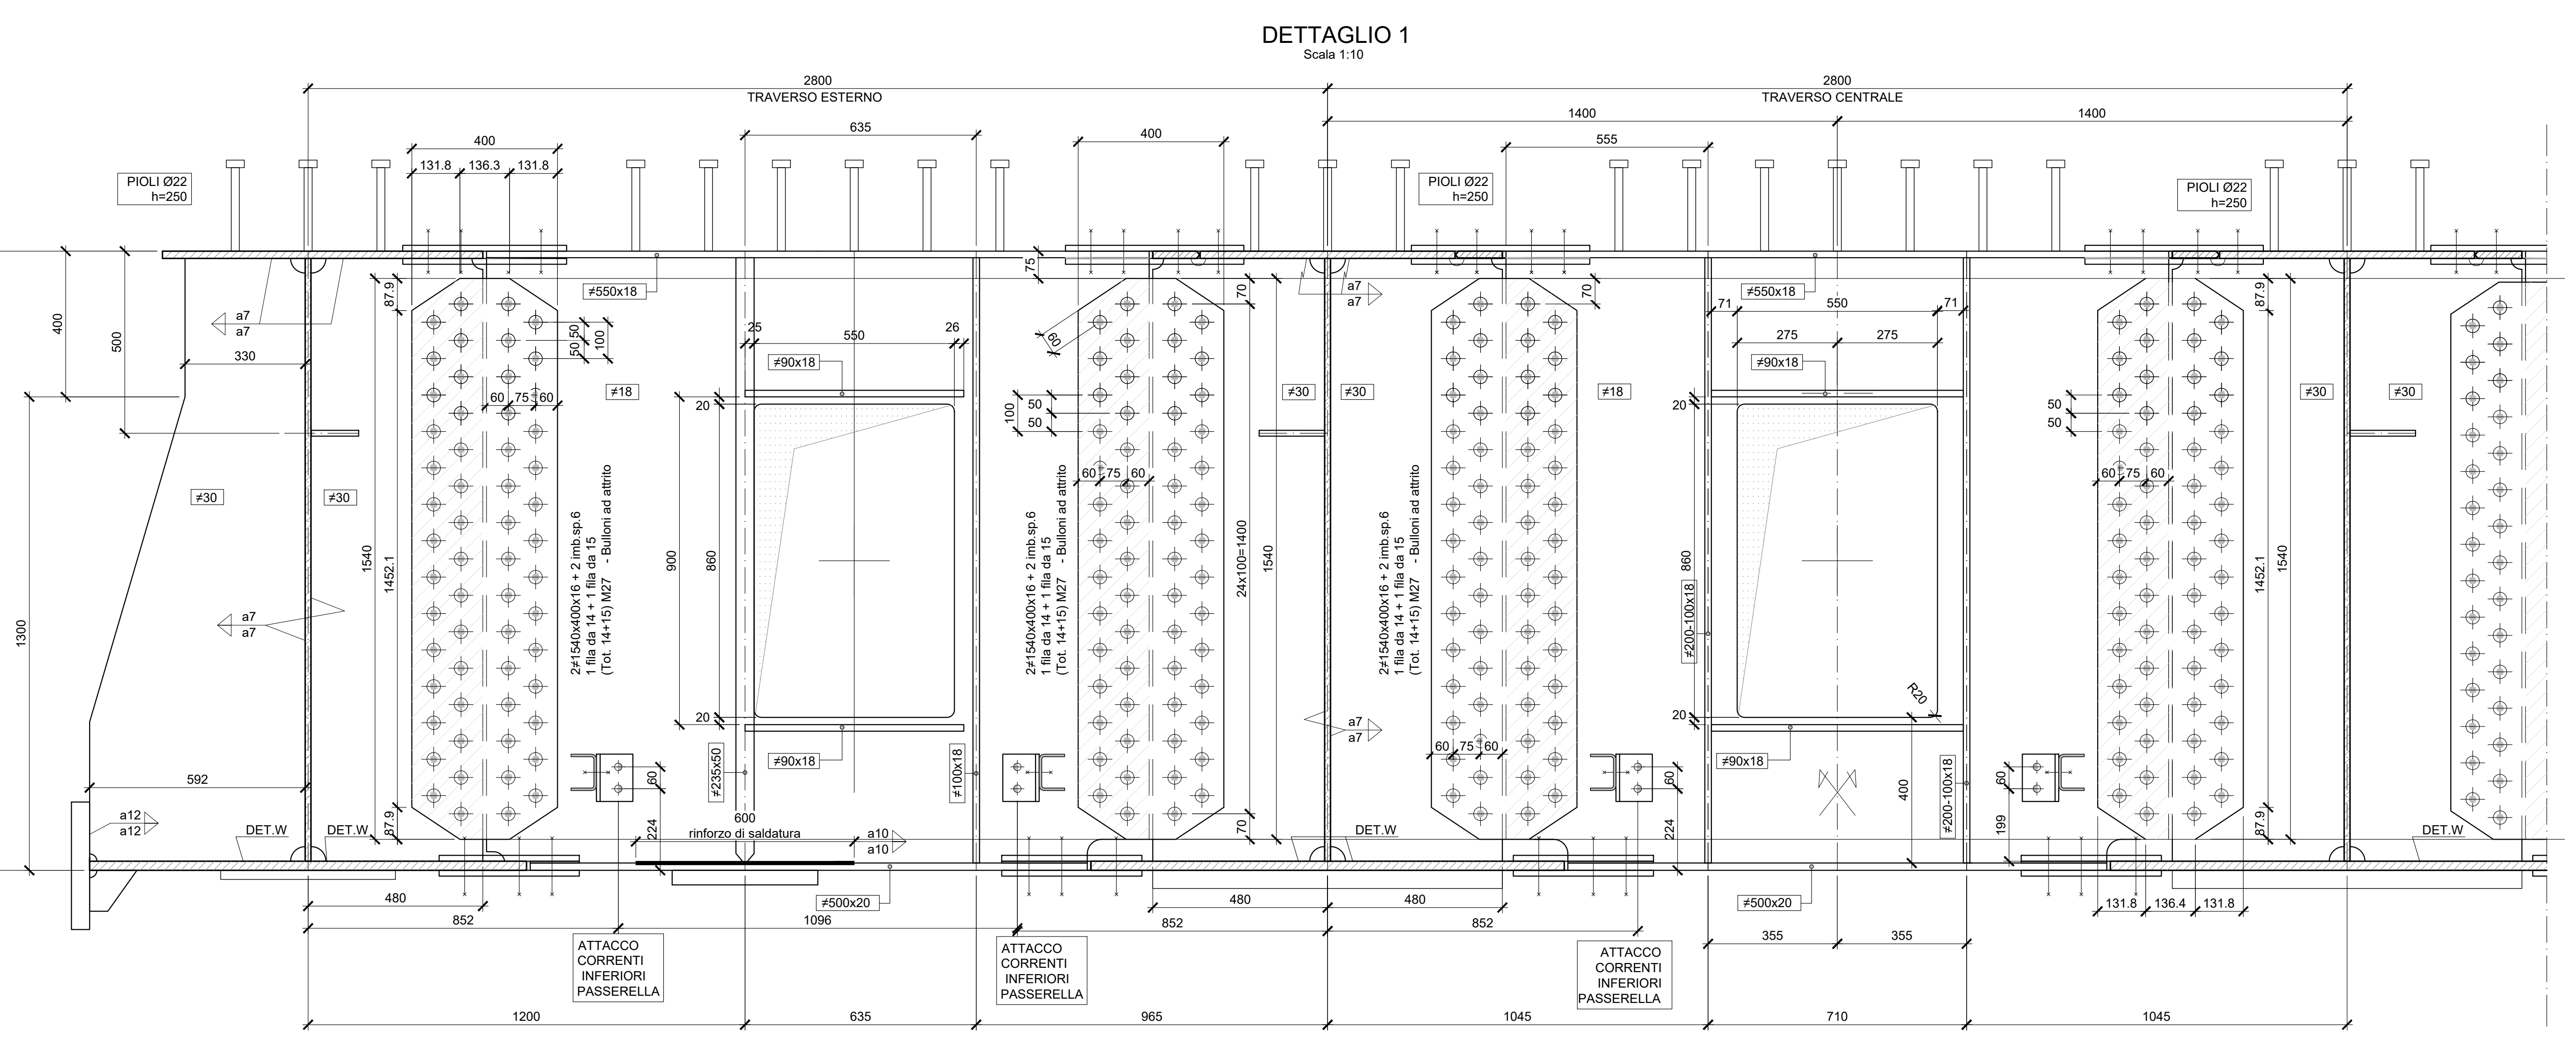 DETTAGLIO 1
Scala 1:10
2800
TRAVERSO ESTERNO
2800
TRAVERSO CENTRALE
1400
1400
635
400
400
555
131.8
136.3
131.8
PIOLI Ø22
h=250
PIOLI Ø22
h=250
PIOLI Ø22
h=250
400
500
330
1300
592
a7
a7
a7
a7
a12
a12
≠30
≠30
DET.W
DET.W
87.9
1540
1452.1
87.9
50
50
100
60
75
60
≠550x18
≠18
2≠1540x400x16 + 2 imb.sp.6
1 fila da 14 + 1 fila da 15
(Tot. 14+15) M27 - Bulloni ad attrito
25
550
26
≠90x18
20
900
860
20
≠90x18
≠235x50
≠100x18
60
224
600
rinforzo di saldatura
a10
a10
≠500x20
75
60
100
50
50
60
75
60
2≠1540x400x16 + 2 imb.sp.6
1 fila da 14 + 1 fila da 15
(Tot. 14+15) M27 - Bulloni ad attrito
70
24x100=1400
1540
70
≠30
≠30
a7
a7
a7
a7
DET.W
2≠1540x400x16 + 2 imb.sp.6
1 fila da 14 + 1 fila da 15
(Tot. 14+15) M27 - Bulloni ad attrito
70
60
75
60
≠18
≠550x18
71
550
71
275
275
≠90x18
20
860
≠200-1000x18
20
R20
≠90x18
400
≠200-1000x18
60
224
60
199
≠500x20
50
50
60
75
60
87.9
1452.1
1540
87.9
≠30
≠30
DET.W
480
852
1096
480
480
852
852
355
355
131.8
136.4
131.8
ATTACCO
CORRENTI
INFERIORI
PASSERELLA
ATTACCO
CORRENTI
INFERIORI
PASSERELLA
ATTACCO
CORRENTI
INFERIORI
PASSERELLA
1200
635
965
1045
710
1045